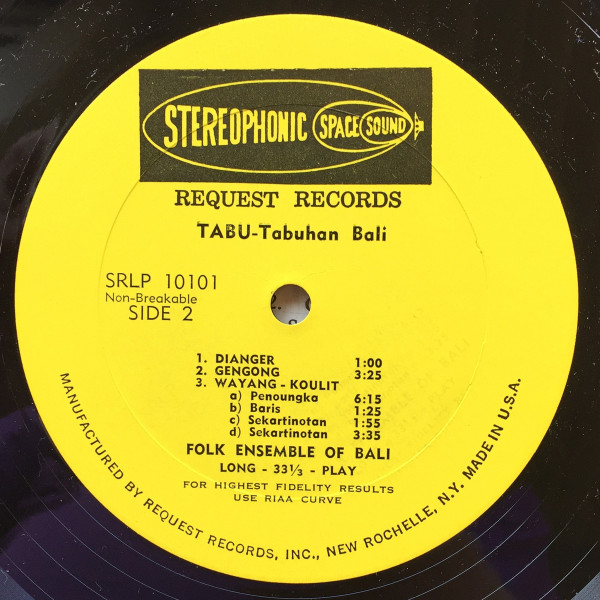 STEREOPHONIC SPACE SOUND
REQUEST RECORDS
TABU-Tabuhan Bali
SRLP 10101
Non-Breakable
SIDE 2
1. DIANGER 1:00
2. GENGONG 3:25
3. WAYANG - KOULIT
a) Penoungka 6:15
b) Baris 1:25
c) Sekartinotan 1:55
d) Sekartinotan 3:35
FOLK ENSEMBLE OF BALI
LONG - 33⅓ - PLAY
FOR HIGHEST FIDELITY RESULTS
USE RIAA CURVE
MANUFACTURED BY REQUEST RECORDS, INC., NEW ROCHELLE, N.Y. MADE IN U.S.A.